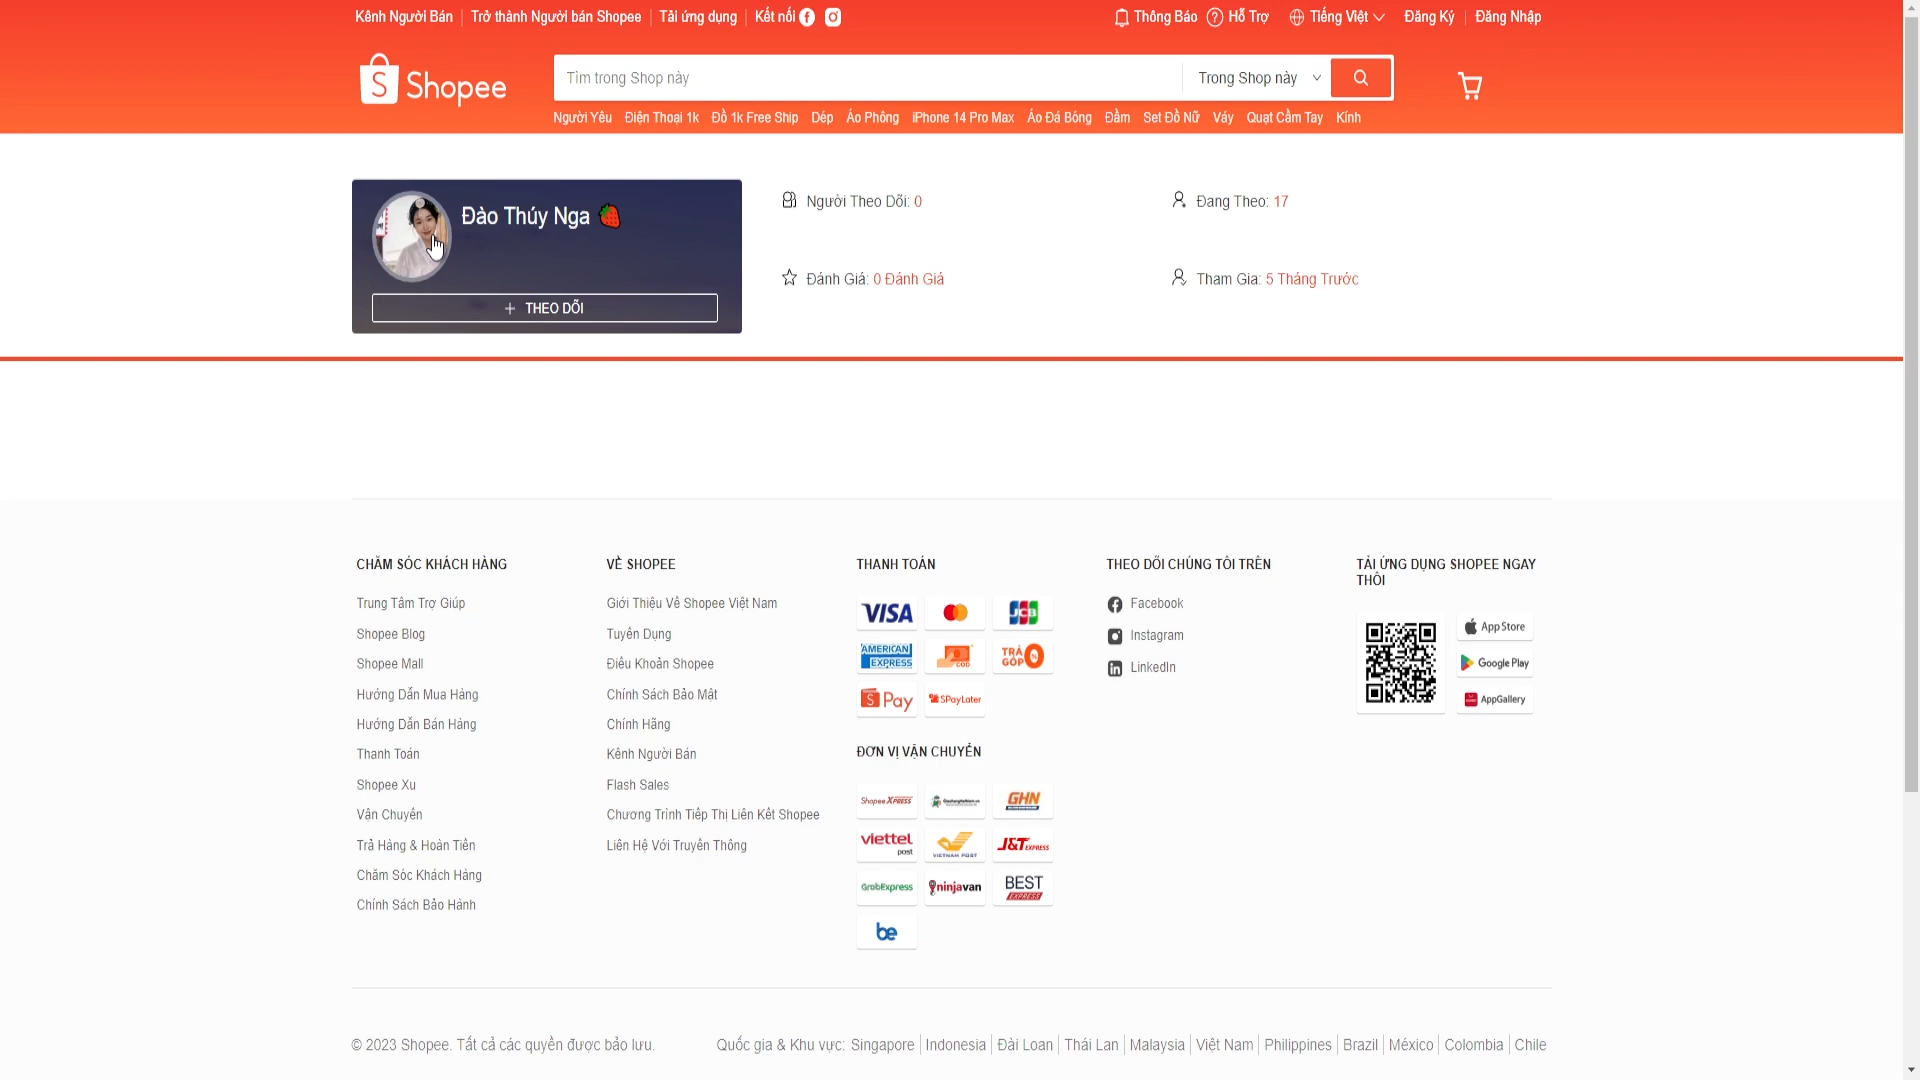 Kênh Người Bán
Trở thành Người bán Shopee
Tải ứng dụng
Kết nối
Thông Báo
Hỗ Trợ
Tiếng Việt
Đăng Ký
Đăng Nhập
Shopee
Tìm trong Shop này
Trong Shop này
Người Yêu Điện Thoại 1k Đồ 1k Free Ship Dép Áo Phông iPhone 14 Pro Max Áo Đá Bóng Đầm Set Đồ Nữ Váy Quạt Cầm Tay Kính
Đào Thúy Nga 🍓
+ THEO DÕI
Người Theo Dõi: 0
Đang Theo: 17
Đánh Giá: 0 Đánh Giá
Tham Gia: 5 Tháng Trước
CHĂM SÓC KHÁCH HÀNG
Trung Tâm Trợ Giúp
Shopee Blog
Shopee Mall
Hướng Dẫn Mua Hàng
Hướng Dẫn Bán Hàng
Thanh Toán
Shopee Xu
Vận Chuyển
Trả Hàng & Hoàn Tiền
Chăm Sóc Khách Hàng
Chính Sách Bảo Hành
VỀ SHOPEE
Giới Thiệu Về Shopee Việt Nam
Tuyển Dụng
Điều Khoản Shopee
Chính Sách Bảo Mật
Chính Hãng
Kênh Người Bán
Flash Sales
Chương Trình Tiếp Thị Liên Kết Shopee
Liên Hệ Với Truyền Thông
THANH TOÁN
VISA
JCB
AMERICAN EXPRESS
COD
TRẢ GÓP %
S Pay
SPayLater
ĐƠN VỊ VẬN CHUYỂN
Shopee XPRESS
GHN
viettel post
VIETNAM POST
J&T EXPRESS
GrabExpress
ninjavan
BEST EXPRESS
be
THEO DÕI CHÚNG TÔI TRÊN
Facebook
Instagram
LinkedIn
TẢI ỨNG DỤNG SHOPEE NGAY
THÔI
App Store
Google Play
AppGallery
© 2023 Shopee. Tất cả các quyền được bảo lưu.
Quốc gia & Khu vực: Singapore Indonesia Đài Loan Thái Lan Malaysia Việt Nam Philippines Brazil México Colombia Chile